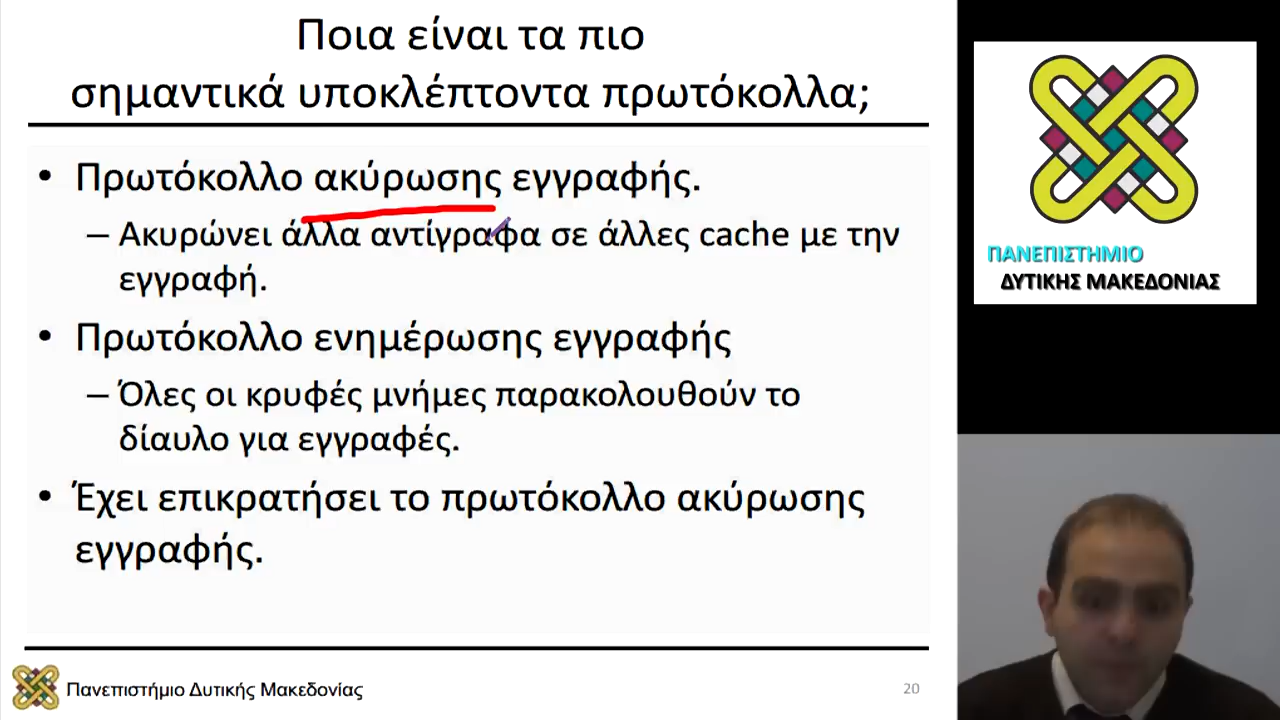 Ποια είναι τα πιο
σημαντικά υποκλέπτοντα πρωτόκολλα;
• Πρωτόκολλο ακύρωσης εγγραφής.
– Ακυρώνει άλλα αντίγραφα σε άλλες cache με την
εγγραφή.
• Πρωτόκολλο ενημέρωσης εγγραφής
– Όλες οι κρυφές μνήμες παρακολουθούν το
δίαυλο για εγγραφές.
• Έχει επικρατήσει το πρωτόκολλο ακύρωσης
εγγραφής.
Πανεπιστήμιο Δυτικής Μακεδονίας
20
ΠΑΝΕΠΙΣΤΗΜΙΟ
ΔΥΤΙΚΗΣ ΜΑΚΕΔΟΝΙΑΣ